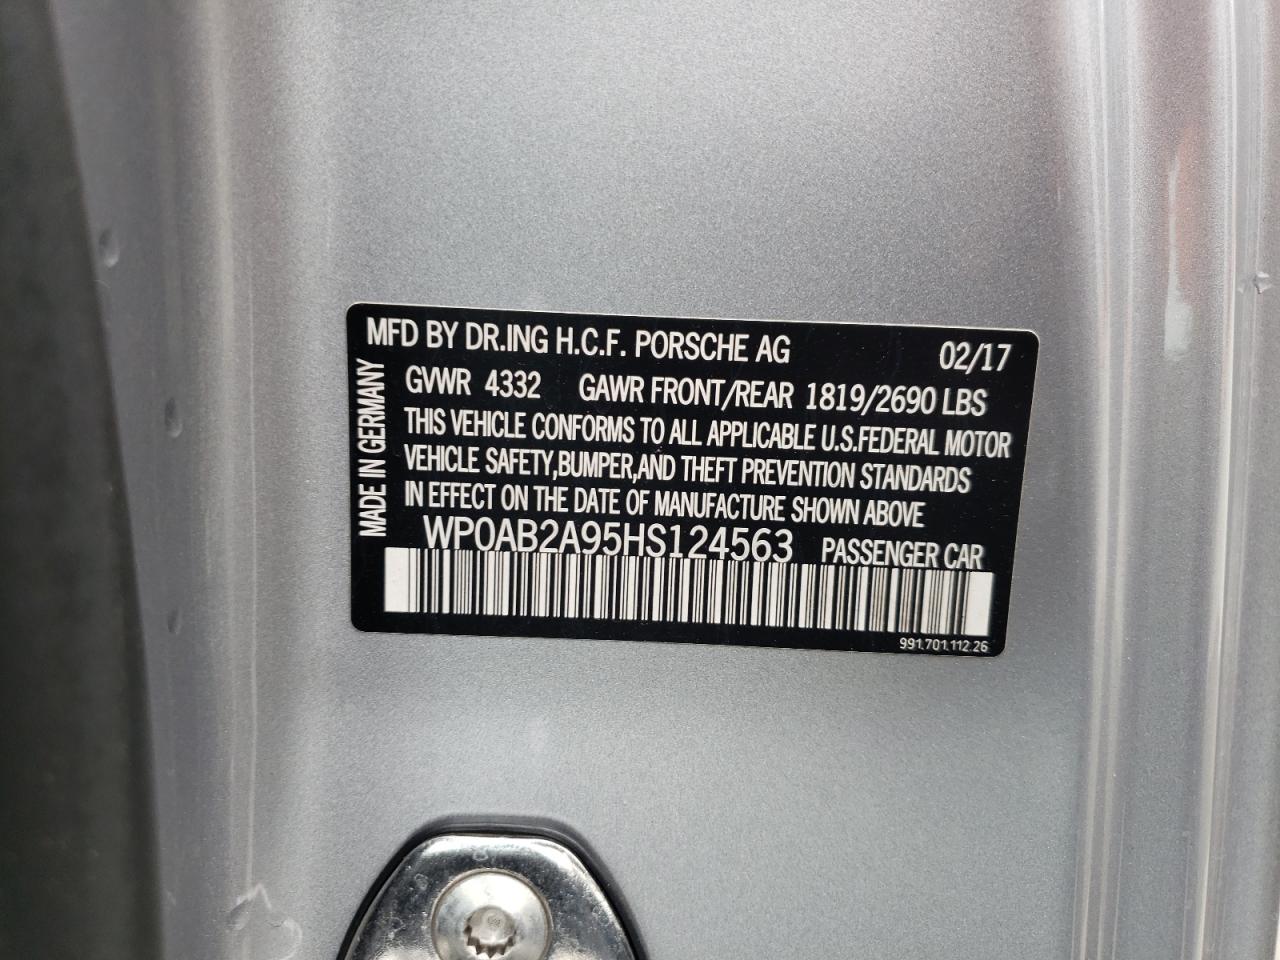 MFD BY DR.ING H.C.F. PORSCHE AG 02/17
GVWR 4332 GAWR FRONT/REAR 1819/2690 LBS
THIS VEHICLE CONFORMS TO ALL APPLICABLE U.S.FEDERAL MOTOR
VEHICLE SAFETY,BUMPER,AND THEFT PREVENTION STANDARDS
IN EFFECT ON THE DATE OF MANUFACTURE SHOWN ABOVE
WP0AB2A95HS124563 PASSENGER CAR
991.701.112.26
MADE IN GERMANY